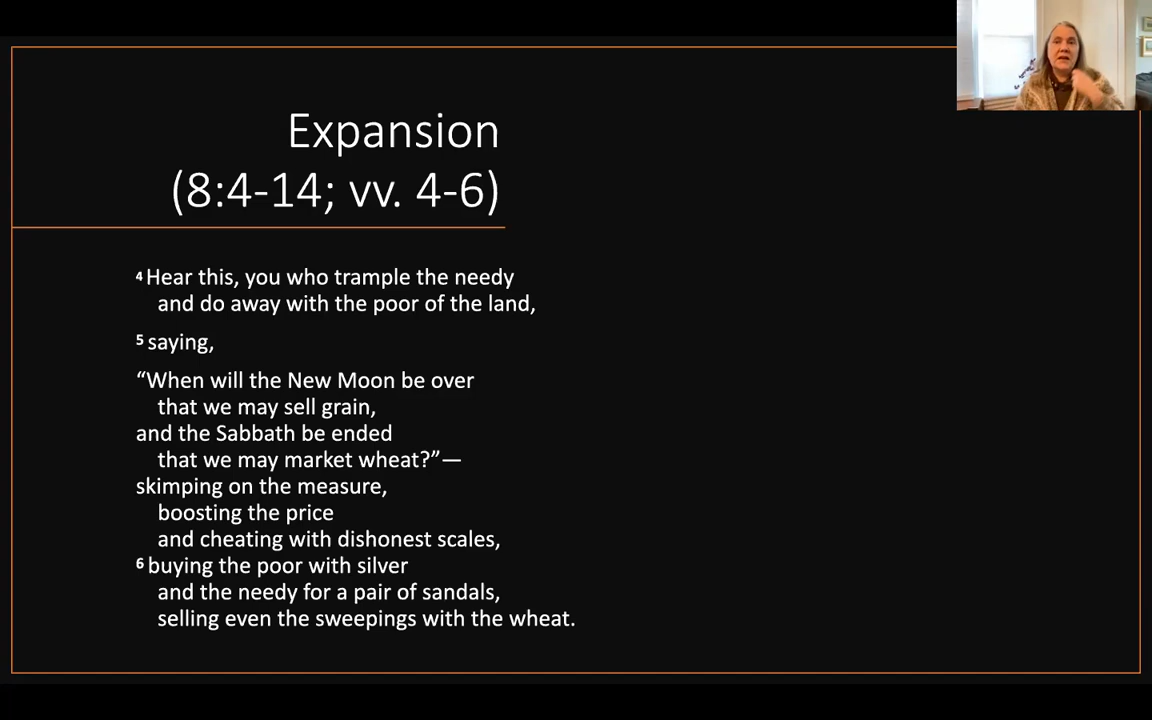 Expansion
(8:4-14; vv. 4-6)
4 Hear this, you who trample the needy
and do away with the poor of the land,
5 saying,
“When will the New Moon be over
that we may sell grain,
and the Sabbath be ended
that we may market wheat?”—
skimping on the measure,
boosting the price
and cheating with dishonest scales,
6 buying the poor with silver
and the needy for a pair of sandals,
selling even the sweepings with the wheat.